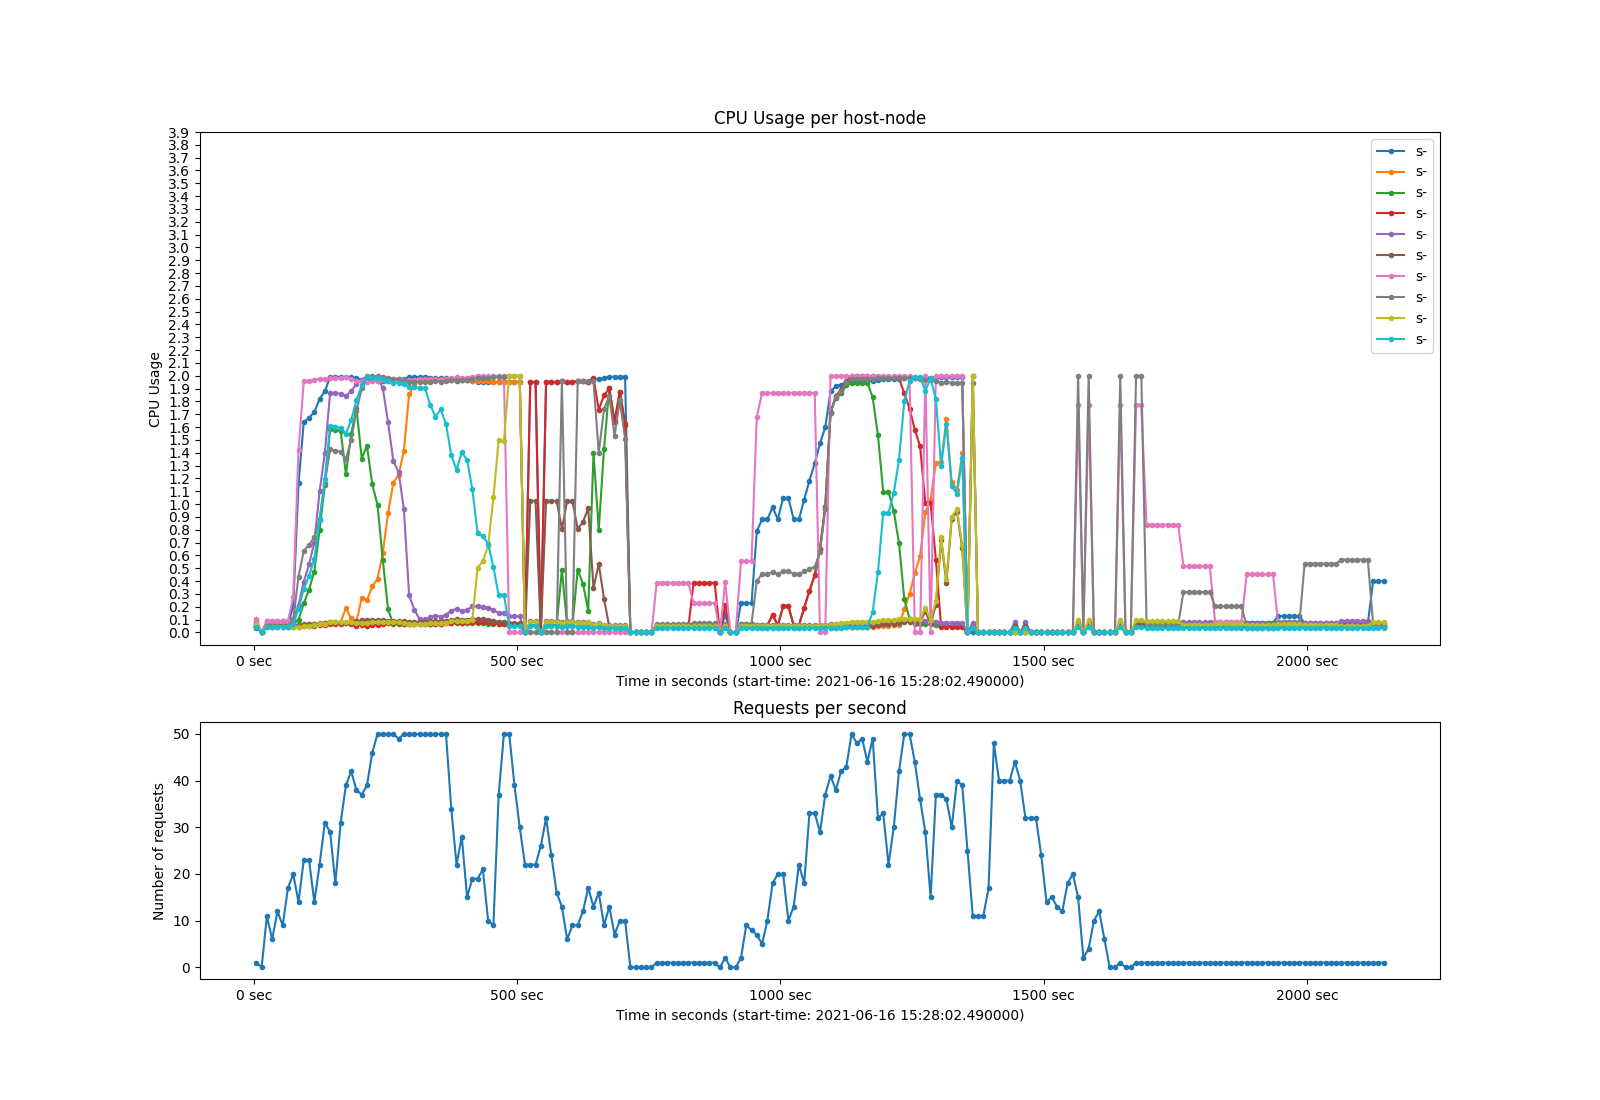 CPU Usage per host-node
CPU Usage
3.9
3.8
3.7
3.6
3.5
3.4
3.3
3.2
3.1
3.0
2.9
2.8
2.7
2.6
2.5
2.4
2.3
2.2
2.1
2.0
1.9
1.8
1.7
1.6
1.5
1.4
1.3
1.2
1.1
1.0
0.9
0.8
0.7
0.6
0.5
0.4
0.3
0.2
0.1
0.0
s-
s-
s-
s-
s-
s-
s-
s-
s-
s-
0 sec 500 sec 1000 sec 1500 sec 2000 sec
Time in seconds (start-time: 2021-06-16 15:28:02.490000)
Requests per second
Number of requests
50
40
30
20
10
0
0 sec 500 sec 1000 sec 1500 sec 2000 sec
Time in seconds (start-time: 2021-06-16 15:28:02.490000)